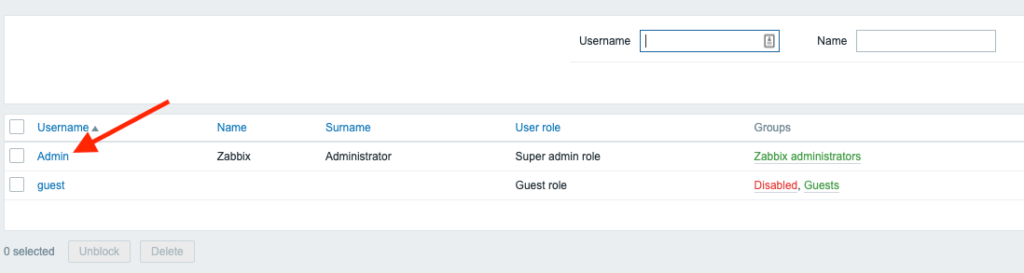 Username Name
Username Name Surname User role Groups
Admin Zabbix Administrator Super admin role Zabbix administrators
guest Guest role Disabled, Guests
0 selected Unblock Delete